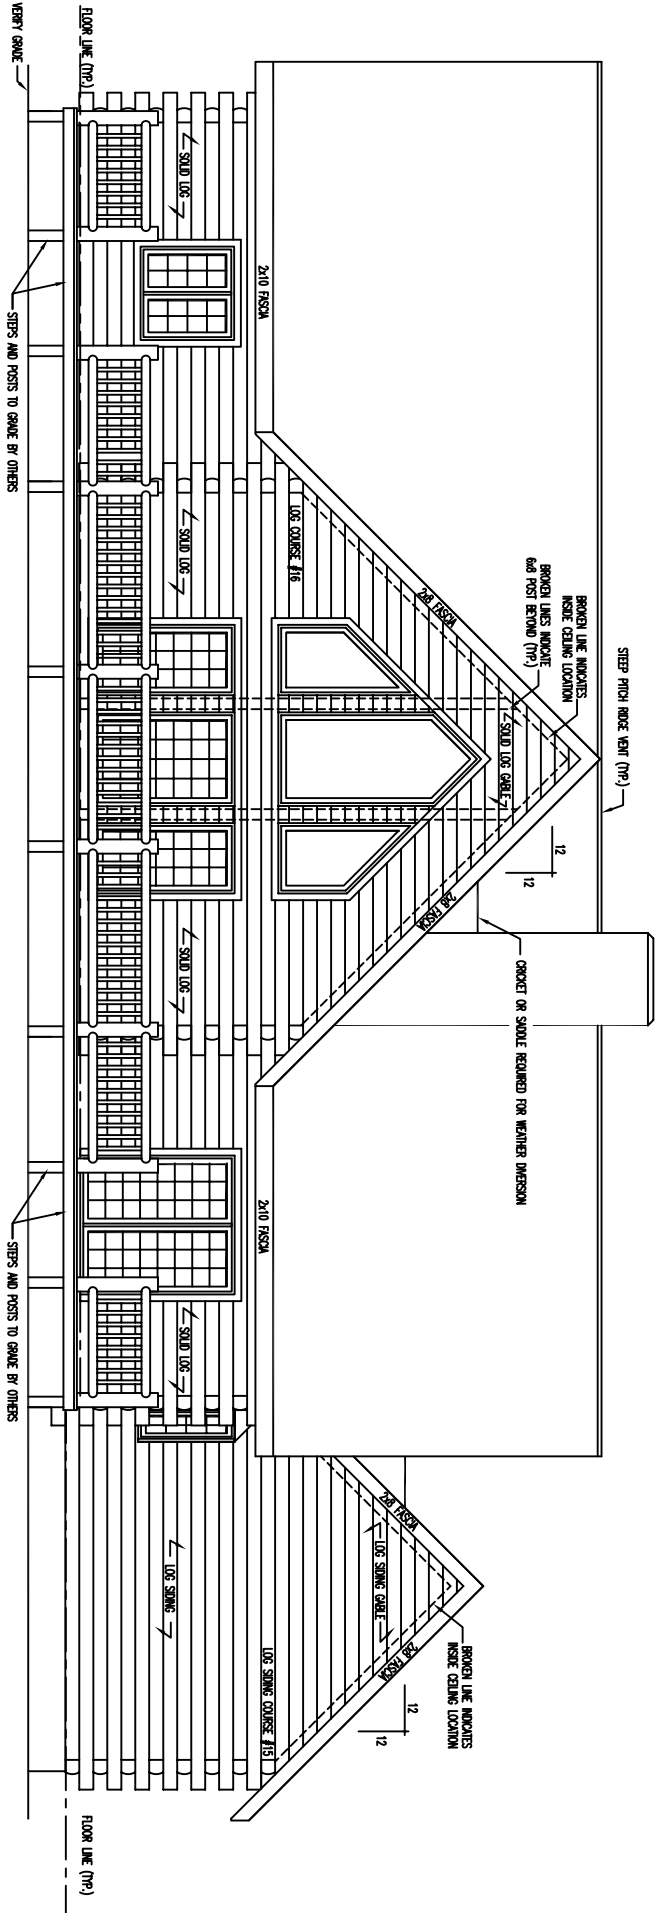 STEEP PITCH RIDGE VENT (TYP.)
BROKEN LINE INDICATES
INSIDE CEILING LOCATION
BROKEN LINES INDICATE
6x8 POST BEYOND (TYP.)
2x8 FASCIA
SOLID LOG GABLE
12
12
2x8 FASCIA
CRICKET OR SADDLE REQUIRED FOR WEATHER DIVERSION
BROKEN LINE INDICATES
INSIDE CEILING LOCATION
2x8 FASCIA
LOG SIDING GABLE
2x8 FASCIA
12
12
2x10 FASCIA
LOG COURSE #16
2x10 FASCIA
LOG SIDING COURSE #15
SOLID LOG
SOLID LOG
SOLID LOG
SOLID LOG
LOG SIDING
FLOOR LINE (TYP.)
FLOOR LINE (TYP.)
VERIFY GRADE
STEPS AND POSTS TO GRADE BY OTHERS
STEPS AND POSTS TO GRADE BY OTHERS